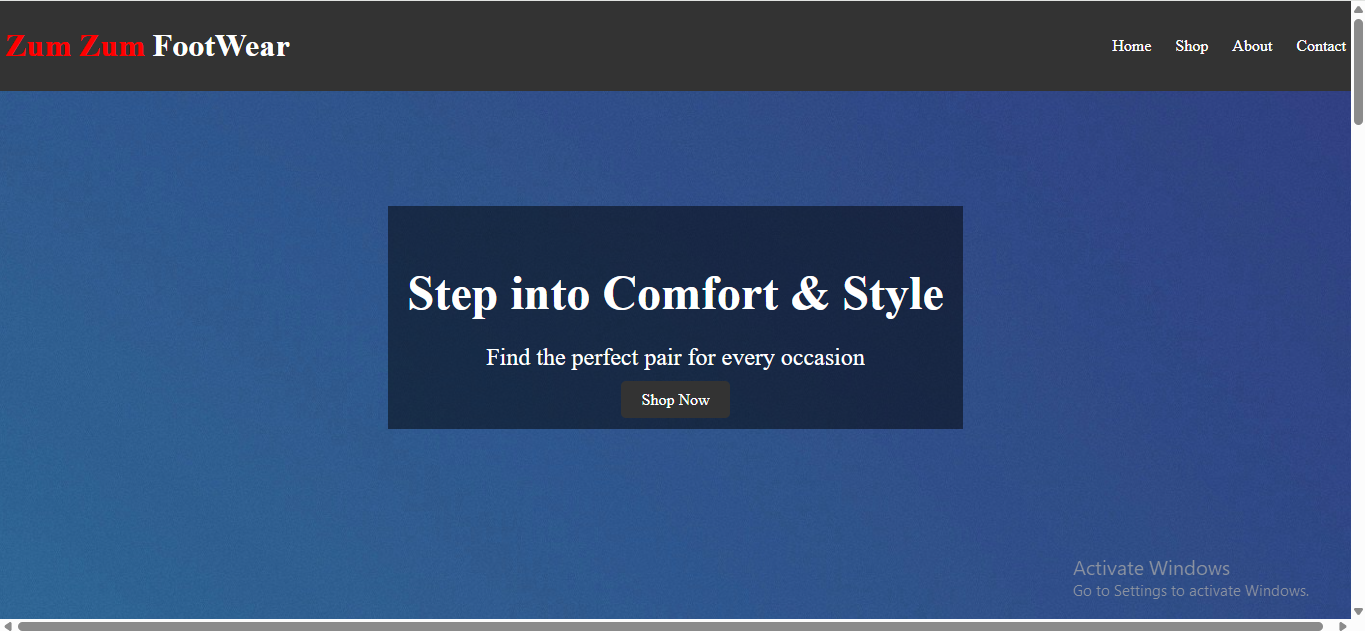 Zum Zum FootWear
Home Shop About Contact
Step into Comfort & Style
Find the perfect pair for every occasion
Shop Now
Activate Windows
Go to Settings to activate Windows.